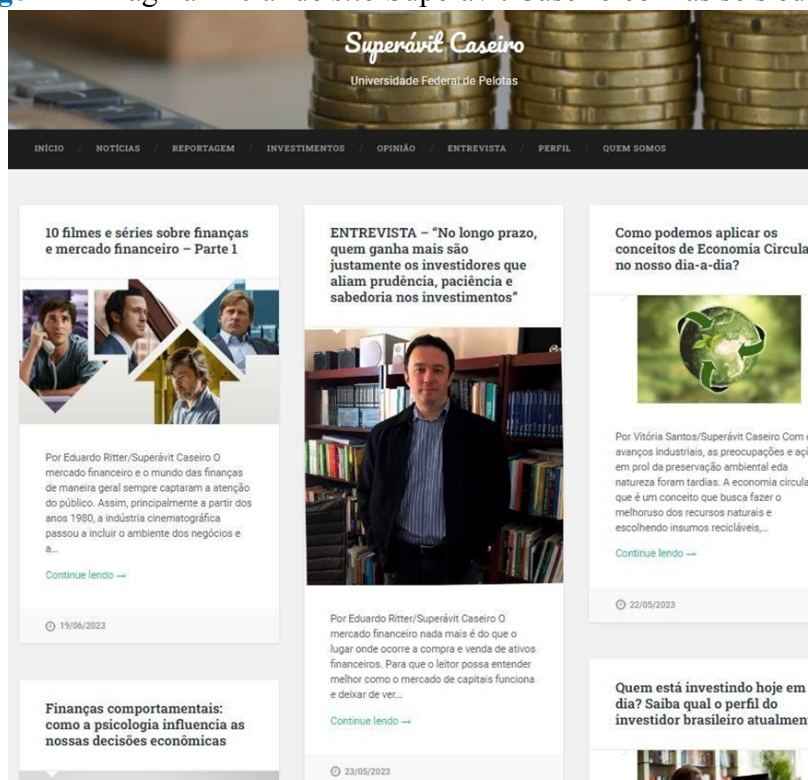 Superávit Caseiro
Universidade Federal de Pelotas
INÍCIO / NOTÍCIAS / REPORTAGEM / INVESTIMENTOS / OPINIÃO / ENTREVISTA / PERFIL / QUEM SOMOS
10 filmes e séries sobre finanças
e mercado financeiro – Parte 1
Por Eduardo Ritter/Superávit Caseiro O
mercado financeiro e o mundo das finanças
de maneira geral sempre captaram a atenção
do público. Assim, principalmente a partir dos
anos 1980, a indústria cinematográfica
passou a incluir o ambiente dos negócios e
a...
Continue lendo →
19/06/2023
Finanças comportamentais:
como a psicologia influencia as
nossas decisões econômicas
ENTREVISTA – “No longo prazo,
quem ganha mais são
justamente os investidores que
aliam prudência, paciência e
sabedoria nos investimentos”
Por Eduardo Ritter/Superávit Caseiro O
mercado financeiro nada mais é do que o
lugar onde ocorre a compra e venda de ativos
financeiros. Para que o leitor possa entender
melhor como o mercado de capitais funciona
e deixar de ver...
Continue lendo →
23/05/2023
Como podemos aplicar os
conceitos de Economia Circula
no nosso dia-a-dia?
Por Vitória Santos/Superávit Caseiro Com
avanços industriais, as preocupações e
em prol da preservação ambiental eda
natureza foram tardias. A economia circula
que é um conceito que busca fazer o
melhoruso dos recursos naturais e
escolhendo insumos recicláveis,...
Continue lendo →
22/05/2023
Quem está investindo hoje em
dia? Saiba qual o perfil do
investidor brasileiro atualmen